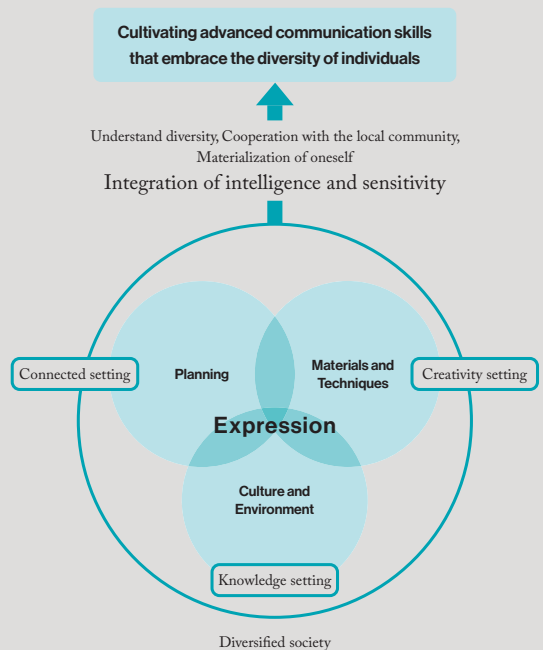 Cultivating advanced communication skills
that embrace the diversity of individuals
Understand diversity, Cooperation with the local community,
Materialization of oneself
Integration of intelligence and sensitivity
Connected setting
Planning
Materials and
Techniques
Creativity setting
Expression
Culture and
Environment
Knowledge setting
Diversified society